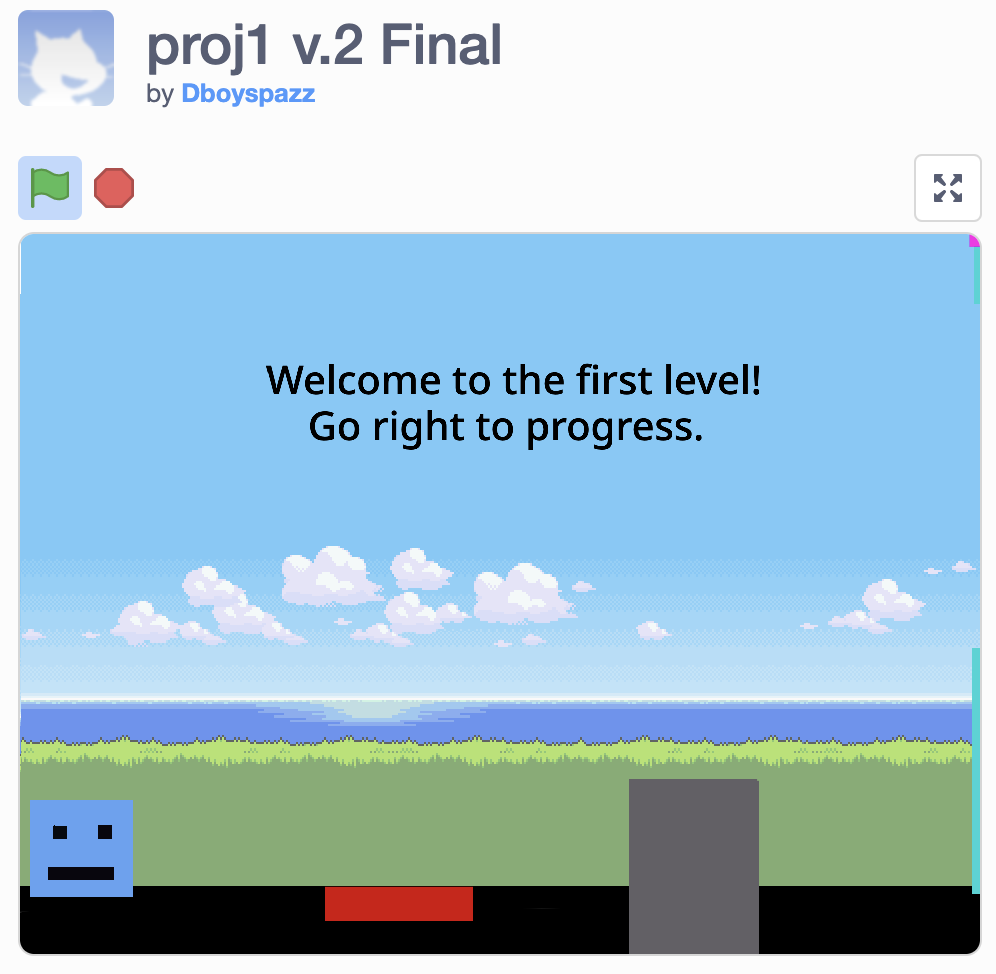 proj1 v.2 Final
by Dboyspazz
Welcome to the first level!
Go right to progress.